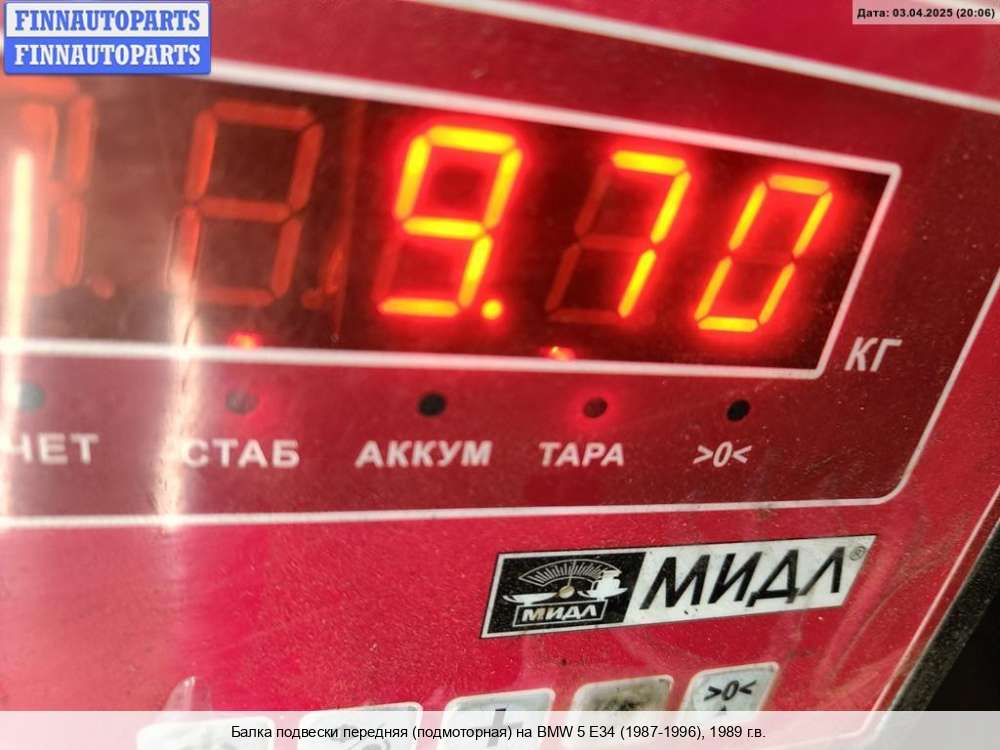 FINNAUTOPARTS
FINNAUTOPARTS
Дата: 03.04.2025 (20:06)
9.70
КГ
ЧЕТ СТАБ АККУМ ТАРА >0<
МИДЛ МИДЛ®
>0<
Балка подвески передняя (подмоторная) на BMW 5 E34 (1987-1996), 1989 г.в.